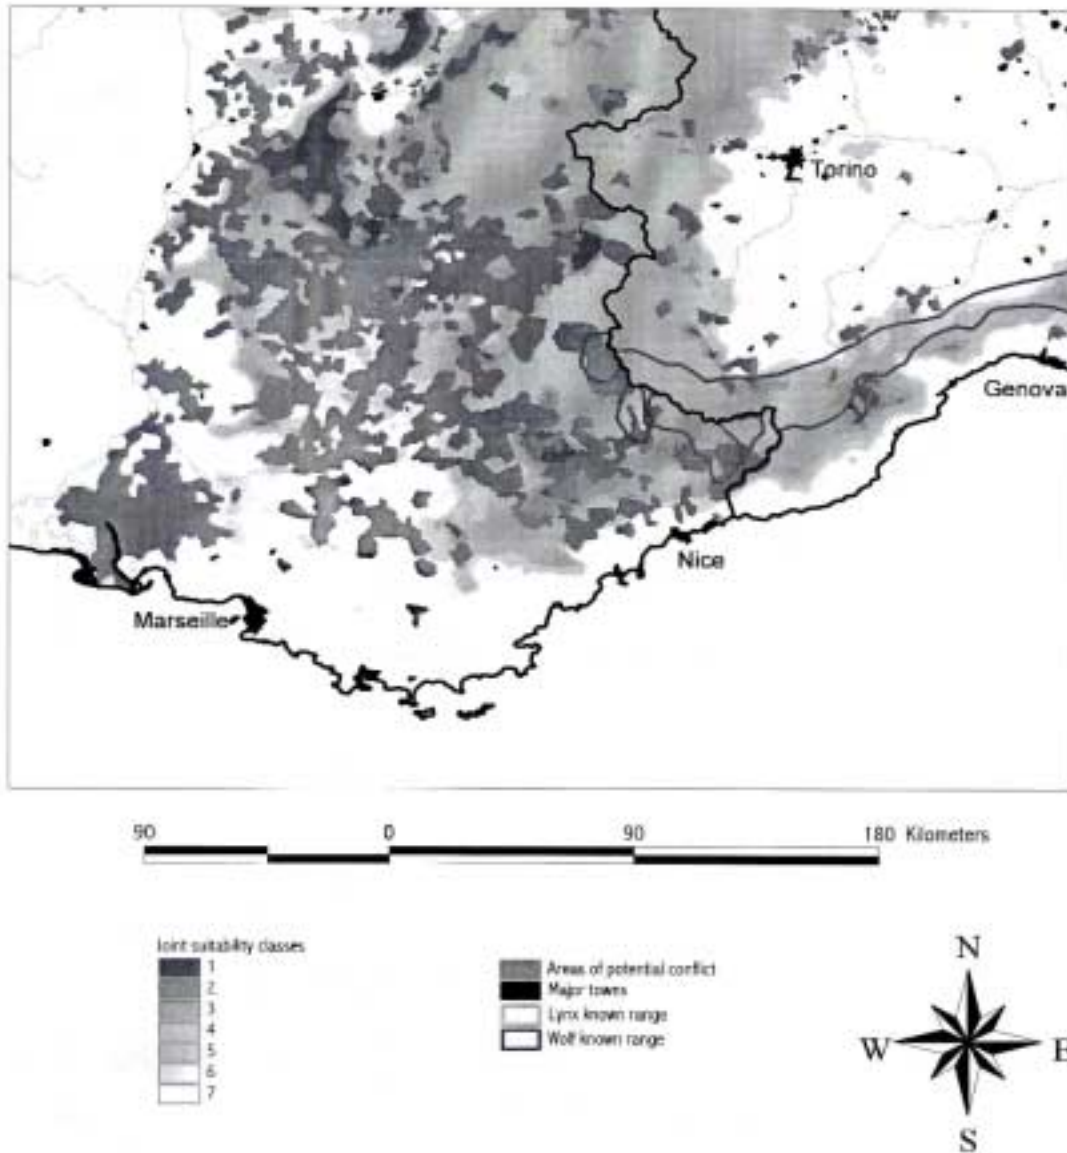 Torino
Genova
Nice
Marseille
90 0 90 180 Kilometers
Joint suitability classes
1
2
3
4
5
6
7
Areas of potential conflict
Major towns
Lynx known range
Wolf known range
N
W E
S